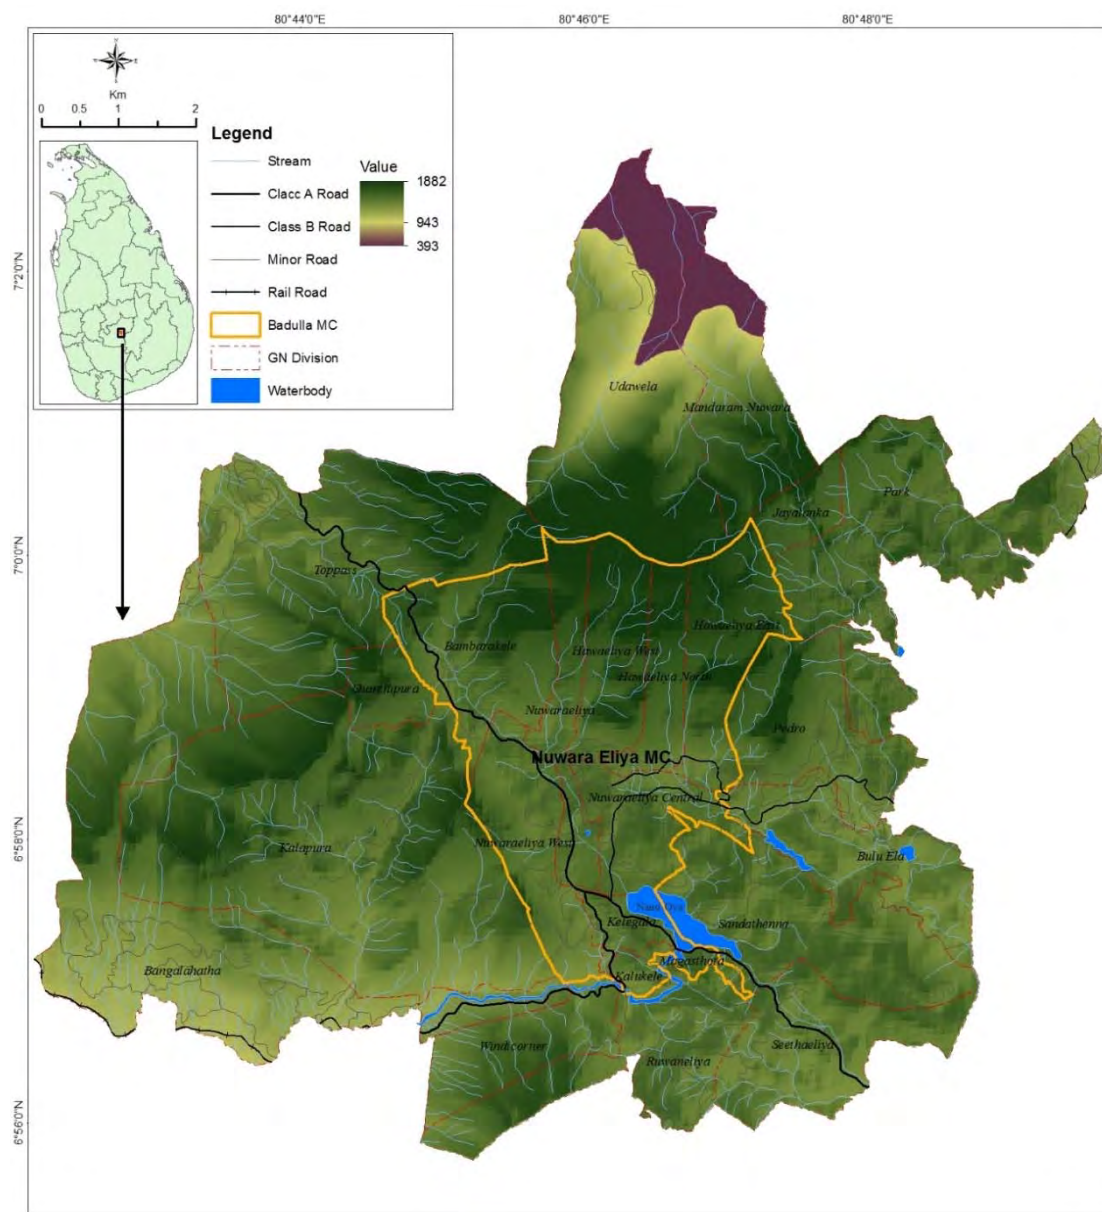 80°44'0"E
80°46'0"E
80°48'0"E
7°2'0"N
7°0'0"N
6°58'0"N
6°56'0"N
N
E
S
W
Km
0 0.5 1 2
Legend
Stream
Clacc A Road
Class B Road
Minor Road
Rail Road
Badulla MC
GN Division
Waterbody
Value
1882
943
393
Udawela
Mandaram Nuwara
Park
Jayalanka
Toppass
Bambarakele
Hawaeliya East
Hawaeliya West
Hawaeliya North
Shanthipura
Nuwaraeliya
Pedro
Nuwara Eliya MC
Nuwaraeliya Central
Nuwaraeliya West
Kalapura
Bulu Ela
Kelegala
Sandathenna
Magasthota
Kalukele
Bangalahatha
Windicorner
Ruwaneliya
Seethaeliya